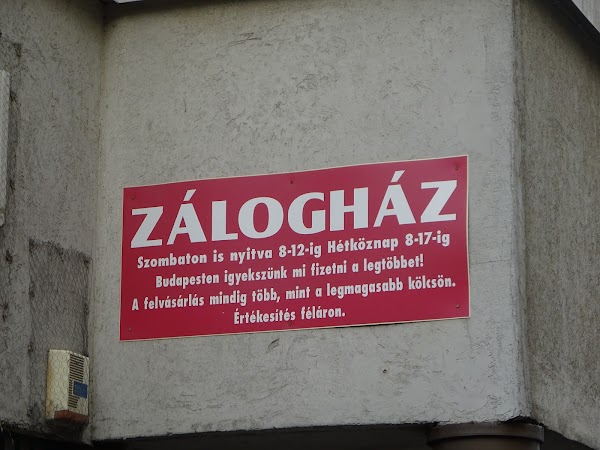 ZÁLOGHÁZ
Szombaton is nyitva 8-12-ig Hétköznap 8-17-ig
Budapesten igyekszünk mi fizetni a legtöbbet!
A felvásárlás mindig több, mint a legmagasabb kölcsön.
Értékesítés féláron.